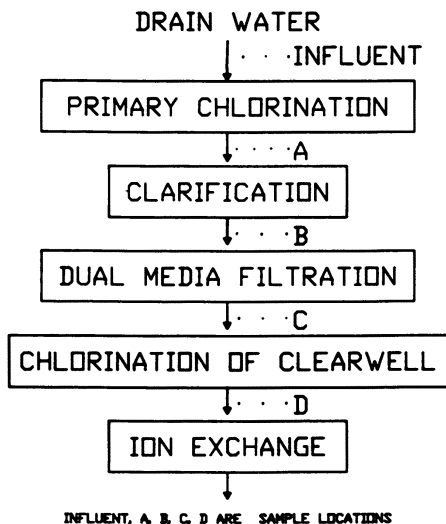 DRAIN WATER
· · · INFLUENT
PRIMARY CHLORINATION
· · · · A
CLARIFICATION
· · · · B
DUAL MEDIA FILTRATION
· · · · C
CHLORINATION OF CLEARWELL
· · · · D
ION EXCHANGE
INFLUENT, A, B, C, D ARE SAMPLE LOCATIONS